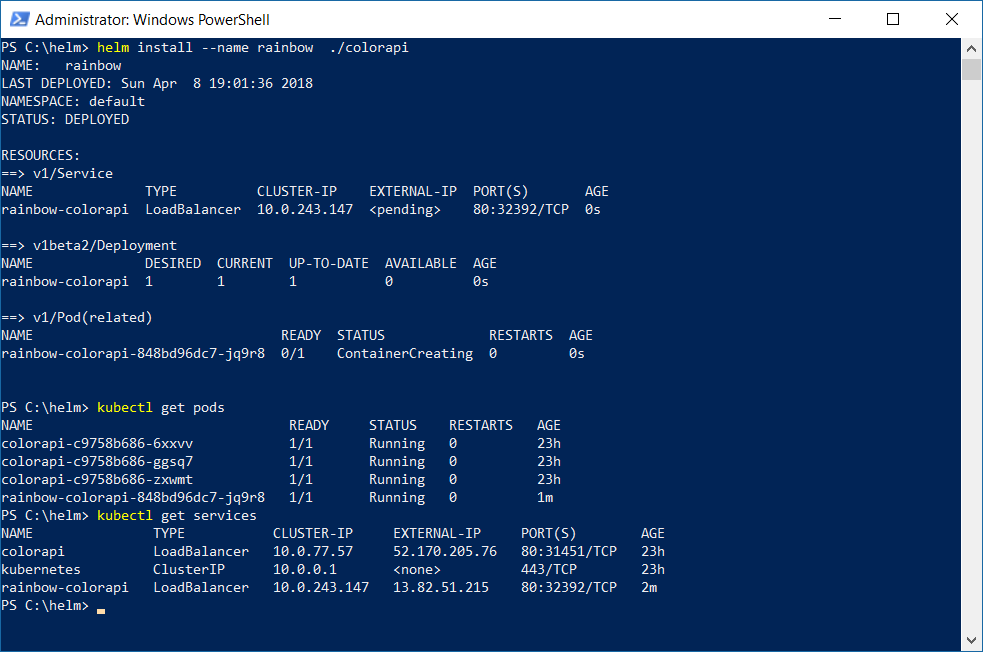 Administrator: Windows PowerShell
PS C:\helm> helm install --name rainbow  ./colorapi
NAME:   rainbow
LAST DEPLOYED: Sun Apr  8 19:01:36 2018
NAMESPACE: default
STATUS: DEPLOYED
RESOURCES:
==> v1/Service
NAME              TYPE          CLUSTER-IP    EXTERNAL-IP  PORT(S)       AGE
rainbow-colorapi  LoadBalancer  10.0.243.147  <pending>    80:32392/TCP  0s
==> v1beta2/Deployment
NAME              DESIRED  CURRENT  UP-TO-DATE  AVAILABLE  AGE
rainbow-colorapi  1        1        1           0          0s
==> v1/Pod(related)
NAME                               READY  STATUS             RESTARTS  AGE
rainbow-colorapi-848bd96dc7-jq9r8  0/1    ContainerCreating  0         0s
PS C:\helm> kubectl get pods
NAME                                READY     STATUS    RESTARTS   AGE
colorapi-c9758b686-6xxvv            1/1       Running   0          23h
colorapi-c9758b686-ggsq7            1/1       Running   0          23h
colorapi-c9758b686-zxwmt            1/1       Running   0          23h
rainbow-colorapi-848bd96dc7-jq9r8   1/1       Running   0          1m
PS C:\helm> kubectl get services
NAME               TYPE           CLUSTER-IP     EXTERNAL-IP     PORT(S)        AGE
colorapi           LoadBalancer   10.0.77.57     52.170.205.76   80:31451/TCP   23h
kubernetes         ClusterIP      10.0.0.1       <none>          443/TCP        23h
rainbow-colorapi   LoadBalancer   10.0.243.147   13.82.51.215    80:32392/TCP   2m
PS C:\helm>